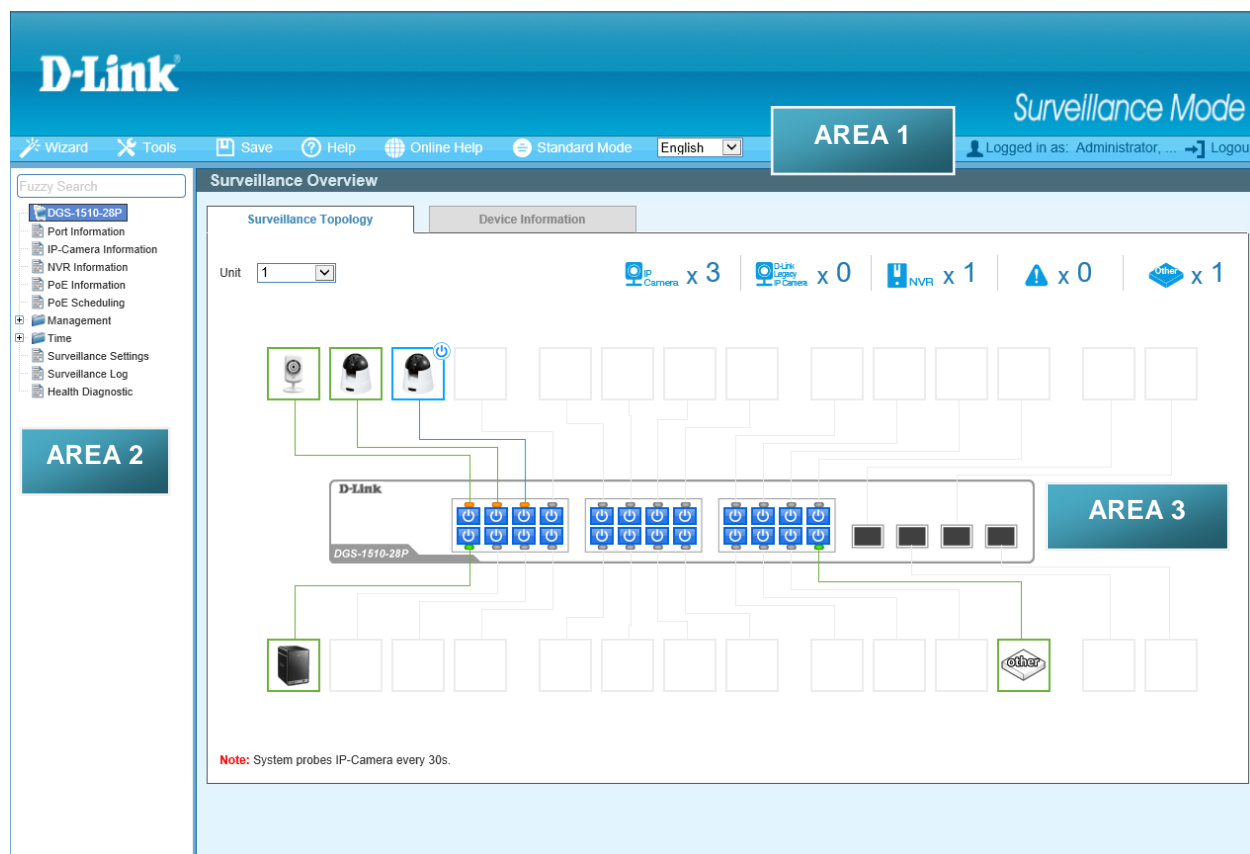 D-Link®
Surveillance Mode
AREA 1
Wizard Tools Save Help Online Help Standard Mode English Logged in as: Administrator, ... Logou
Fuzzy Search
DGS-1510-28P
Port Information
IP-Camera Information
NVR Information
PoE Information
PoE Scheduling
Management
Time
Surveillance Settings
Surveillance Log
Health Diagnostic
AREA 2
Surveillance Overview
Surveillance Topology Device Information
Unit 1
IP Camera x 3
D-Link Legacy IP Camera x 0
NVR x 1
x 0
Other x 1
D-Link
DGS-1510-28P
AREA 3
other
Note: System probes IP-Camera every 30s.